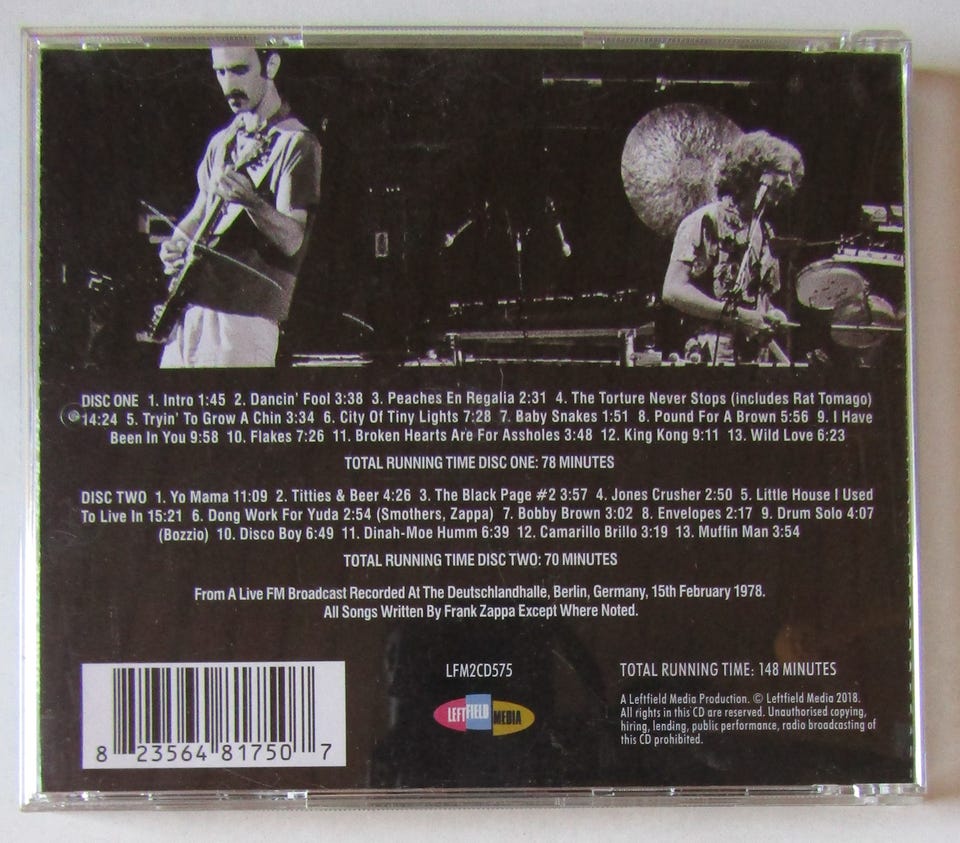 DISC ONE 1. Intro 1:45 2. Dancin' Fool 3:38 3. Peaches En Regalia 2:31 4. The Torture Never Stops (includes Rat Tomago)
14:24 5. Tryin' To Grow A Chin 3:34 6. City Of Tiny Lights 7:28 7. Baby Snakes 1:51 8. Pound For A Brown 5:56 9. I Have
Been In You 9:58 10. Flakes 7:26 11. Broken Hearts Are For Assholes 3:48 12. King Kong 9:11 13. Wild Love 6:23
TOTAL RUNNING TIME DISC ONE: 78 MINUTES
DISC TWO 1. Yo Mama 11:09 2. Titties & Beer 4:26 3. The Black Page #2 3:57 4. Jones Crusher 2:50 5. Little House I Used
To Live In 15:21 6. Dong Work For Yuda 2:54 (Smothers, Zappa) 7. Bobby Brown 3:02 8. Envelopes 2:17 9. Drum Solo 4:07
(Bozzio) 10. Disco Boy 6:49 11. Dinah-Moe Humm 6:39 12. Camarillo Brillo 3:19 13. Muffin Man 3:54
TOTAL RUNNING TIME DISC TWO: 70 MINUTES
From A Live FM Broadcast Recorded At The Deutschlandhalle, Berlin, Germany, 15th February 1978.
All Songs Written By Frank Zappa Except Where Noted.
8 23564 81750 7
LFM2CD575
LEFTFIELD MEDIA
TOTAL RUNNING TIME: 148 MINUTES
A Leftfield Media Production. © Leftfield Media 2018.
All rights in this CD are reserved. Unauthorised copying,
hiring, lending, public performance, radio broadcasting of
this CD prohibited.